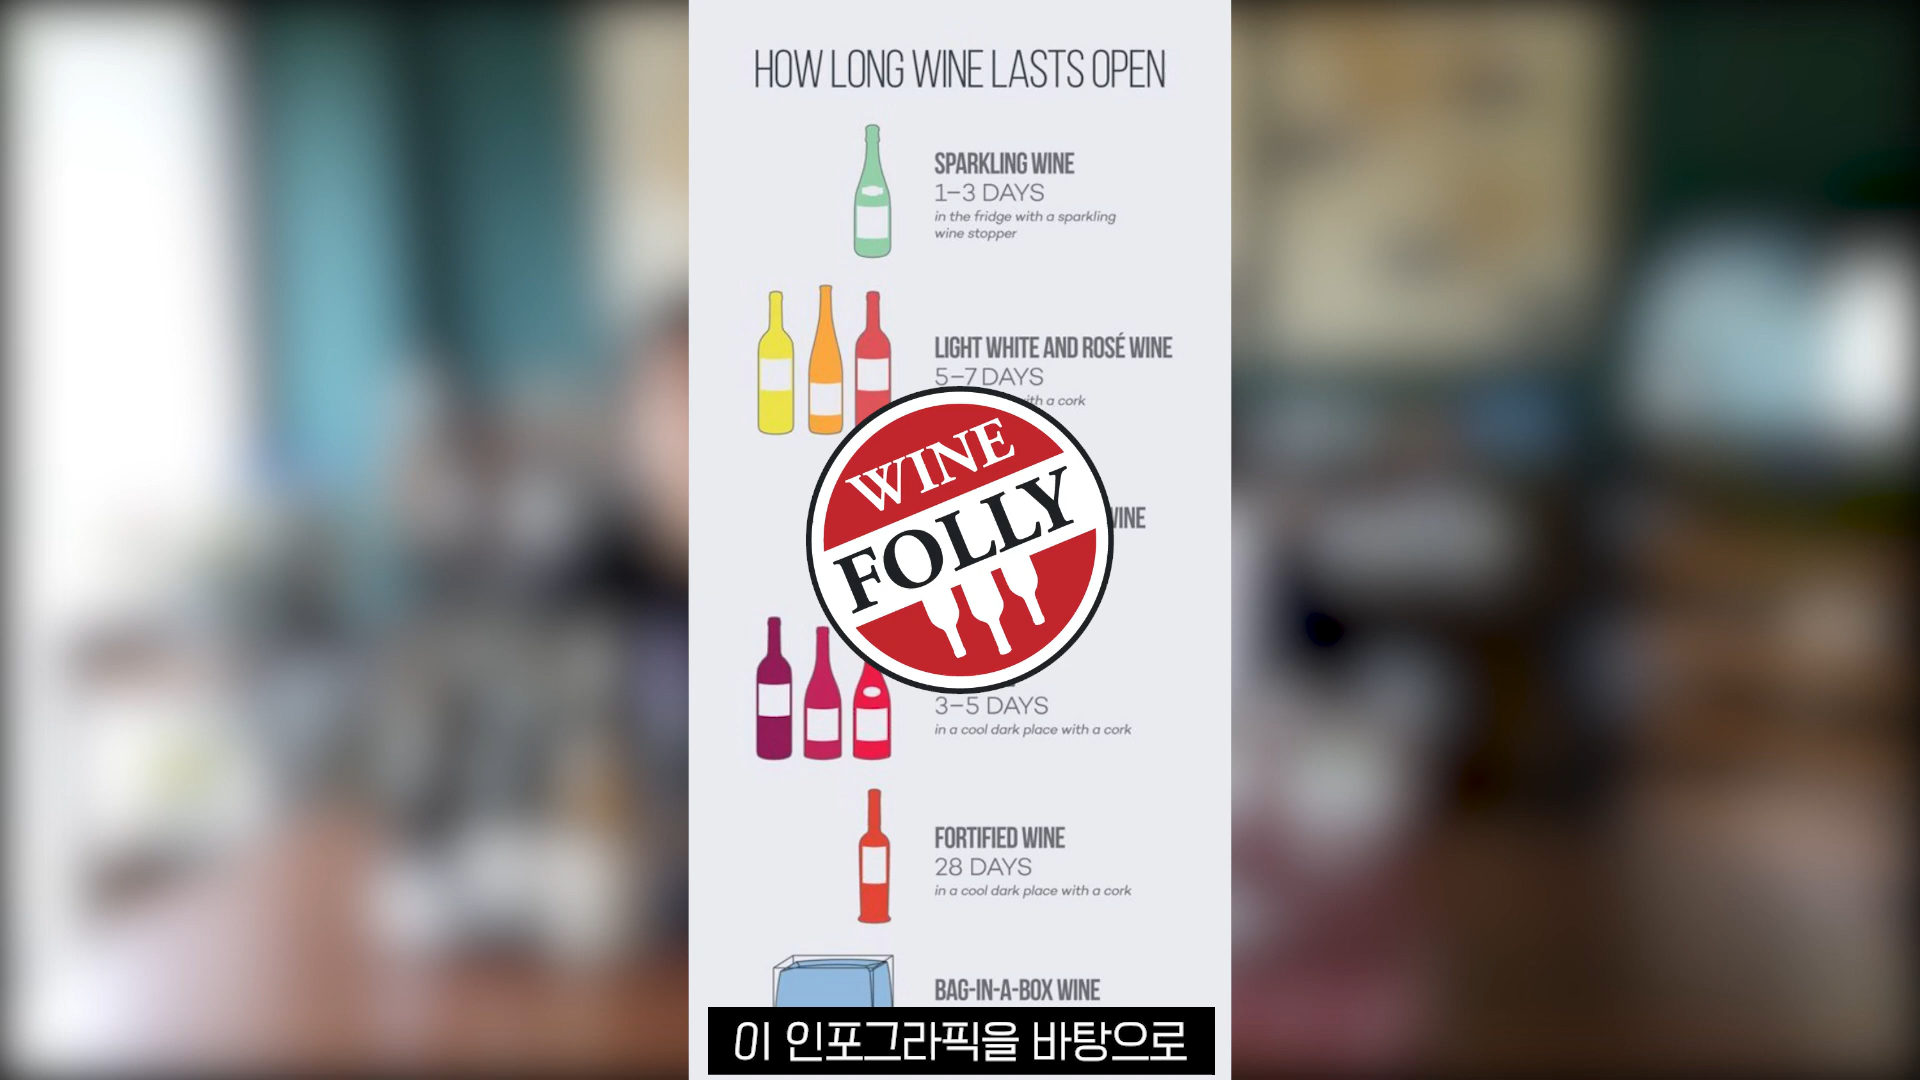 HOW LONG WINE LASTS OPEN
SPARKLING WINE
1–3 DAYS
in the fridge with a sparkling
wine stopper
LIGHT WHITE AND ROSÉ WINE
5–7 DAYS
with a cork
WINE
FOLLY
WINE
3–5 DAYS
in a cool dark place with a cork
FORTIFIED WINE
28 DAYS
in a cool dark place with a cork
BAG-IN-A-BOX WINE
이 인포그라픽을 바탕으로